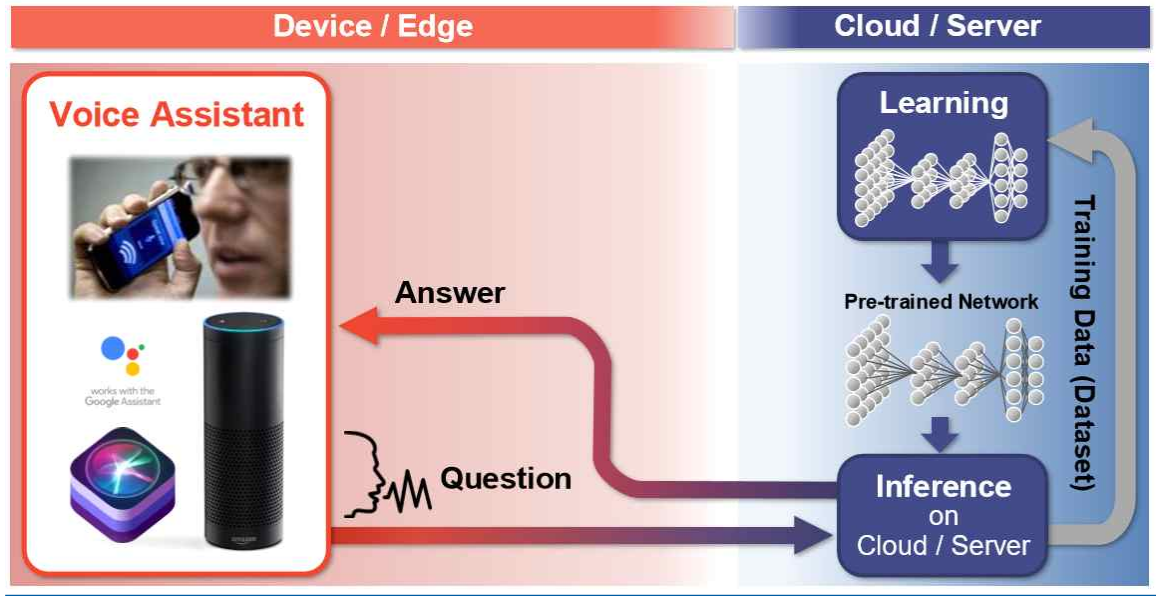 Device / Edge
Cloud / Server
Voice Assistant
works with the
Google Assistant
amazon
Answer
Question
Learning
Pre-trained Network
Training Data (Dataset)
Inference
on
Cloud / Server